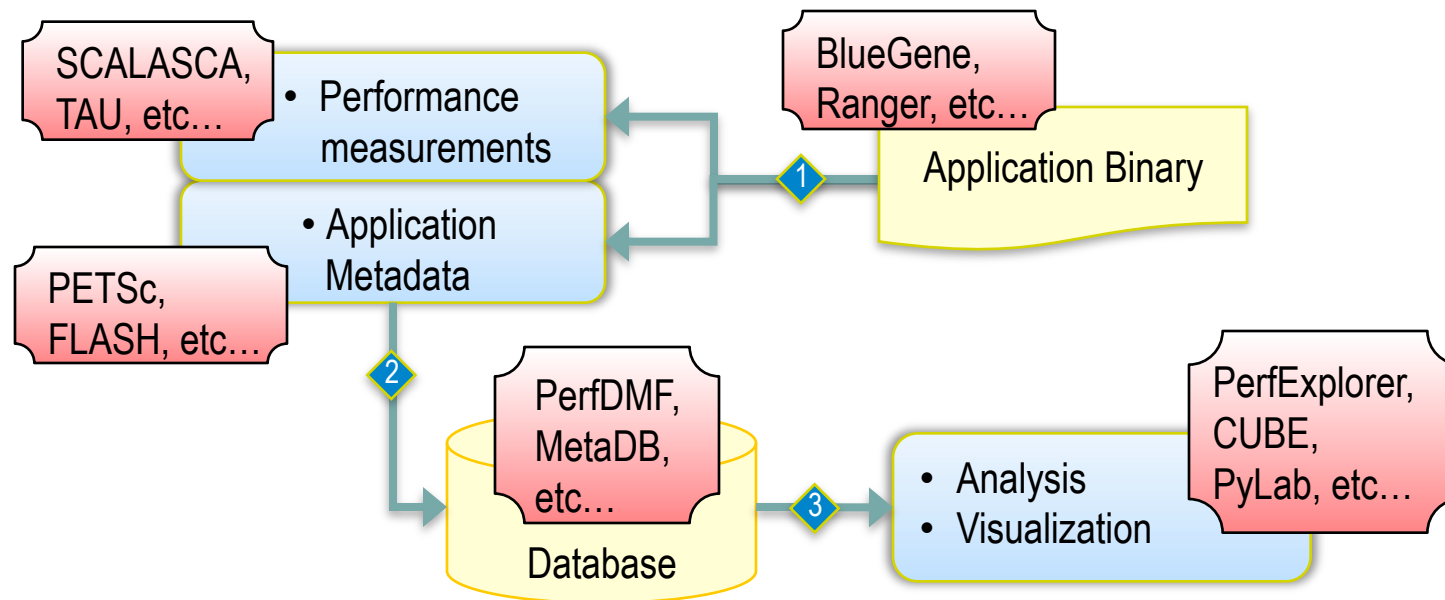 SCALASCA,
TAU, etc…
• Performance
measurements
BlueGene,
Ranger, etc…
1
Application Binary
• Application
Metadata
PETSc,
FLASH, etc…
2
PerfDMF,
MetaDB,
etc…
Database
3
PerfExplorer,
CUBE,
PyLab, etc…
• Analysis
• Visualization